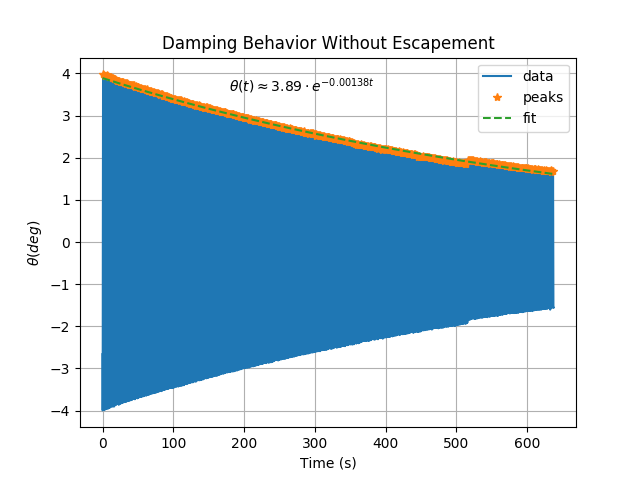 Damping Behavior Without Escapement
θ(t) ≈ 3.89 · e^{-0.00138t}
data
peaks
fit
4
3
2
1
0
−1
−2
−3
−4
θ(deg)
0 100 200 300 400 500 600
Time (s)